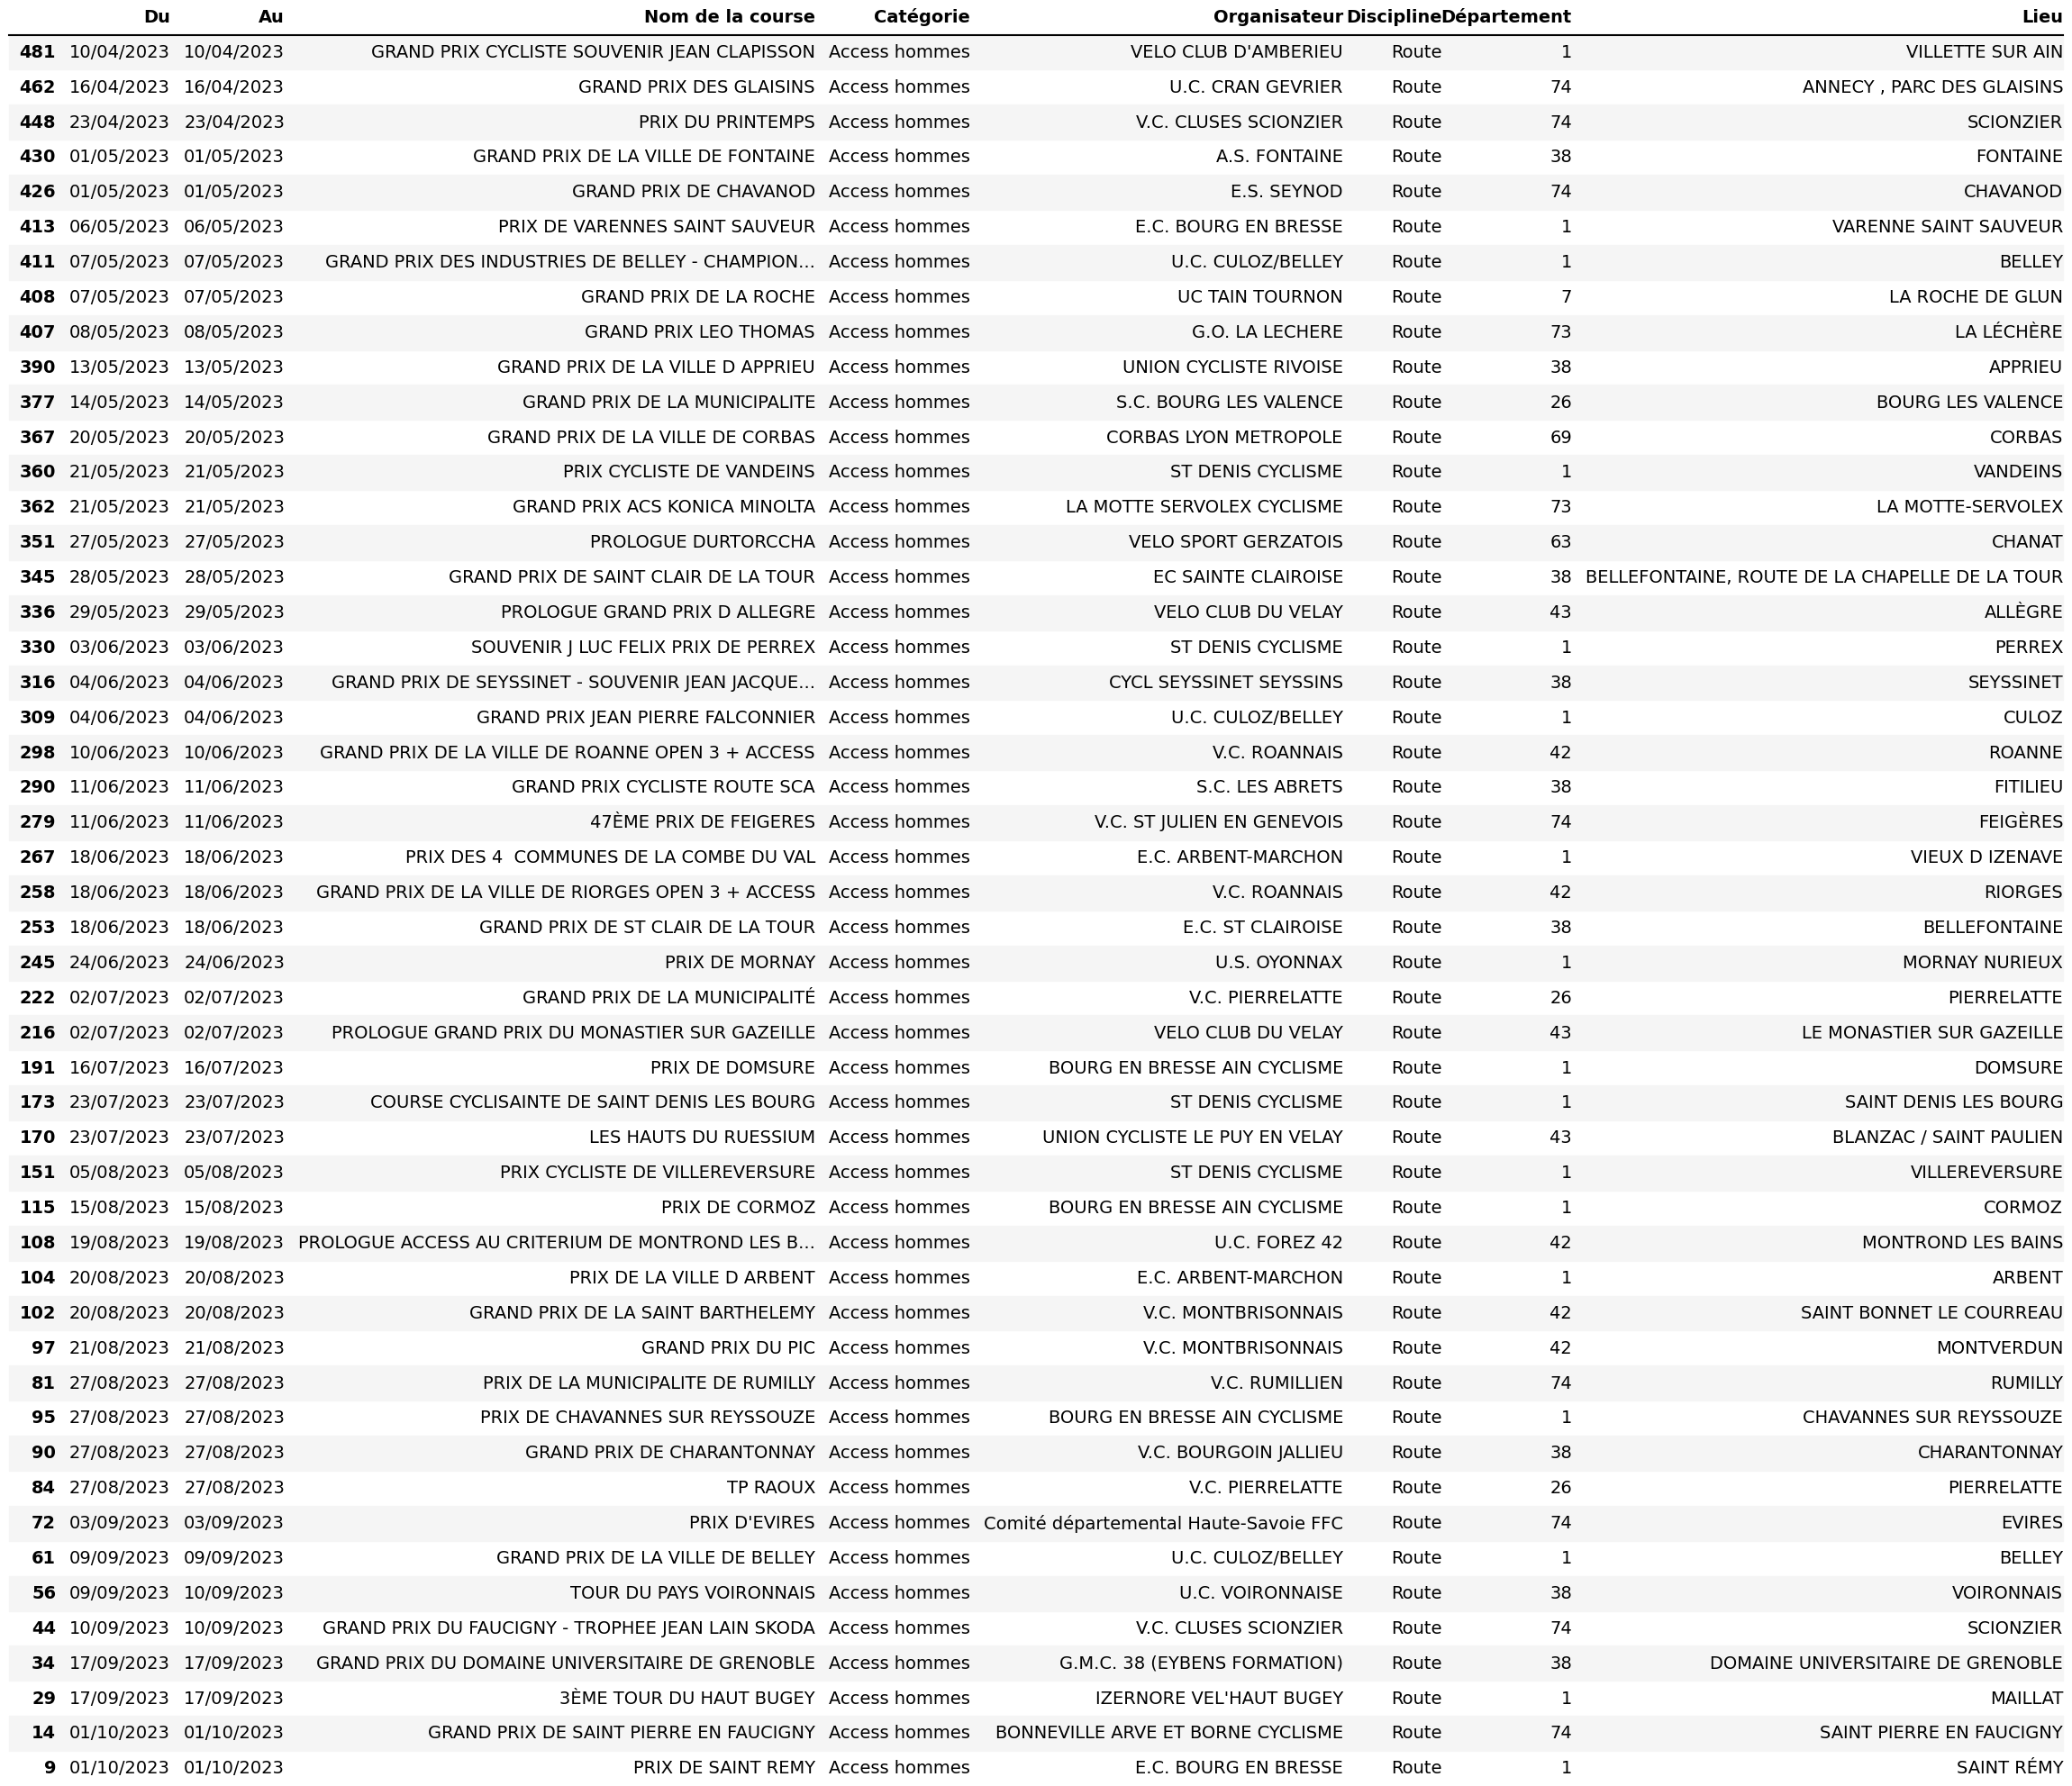 Du Au Nom de la course Catégorie Organisateur Discipline Département Lieu
481 10/04/2023 10/04/2023 GRAND PRIX CYCLISTE SOUVENIR JEAN CLAPISSON Access hommes VELO CLUB D'AMBERIEU Route 1 VILLETTE SUR AIN
462 16/04/2023 16/04/2023 GRAND PRIX DES GLAISINS Access hommes U.C. CRAN GEVRIER Route 74 ANNECY , PARC DES GLAISINS
448 23/04/2023 23/04/2023 PRIX DU PRINTEMPS Access hommes V.C. CLUSES SCIONZIER Route 74 SCIONZIER
430 01/05/2023 01/05/2023 GRAND PRIX DE LA VILLE DE FONTAINE Access hommes A.S. FONTAINE Route 38 FONTAINE
426 01/05/2023 01/05/2023 GRAND PRIX DE CHAVANOD Access hommes E.S. SEYNOD Route 74 CHAVANOD
413 06/05/2023 06/05/2023 PRIX DE VARENNES SAINT SAUVEUR Access hommes E.C. BOURG EN BRESSE Route 1 VARENNE SAINT SAUVEUR
411 07/05/2023 07/05/2023 GRAND PRIX DES INDUSTRIES DE BELLEY - CHAMPION... Access hommes U.C. CULOZ/BELLEY Route 1 BELLEY
408 07/05/2023 07/05/2023 GRAND PRIX DE LA ROCHE Access hommes UC TAIN TOURNON Route 7 LA ROCHE DE GLUN
407 08/05/2023 08/05/2023 GRAND PRIX LEO THOMAS Access hommes G.O. LA LECHERE Route 73 LA LÉCHÈRE
390 13/05/2023 13/05/2023 GRAND PRIX DE LA VILLE D APPRIEU Access hommes UNION CYCLISTE RIVOISE Route 38 APPRIEU
377 14/05/2023 14/05/2023 GRAND PRIX DE LA MUNICIPALITE Access hommes S.C. BOURG LES VALENCE Route 26 BOURG LES VALENCE
367 20/05/2023 20/05/2023 GRAND PRIX DE LA VILLE DE CORBAS Access hommes CORBAS LYON METROPOLE Route 69 CORBAS
360 21/05/2023 21/05/2023 PRIX CYCLISTE DE VANDEINS Access hommes ST DENIS CYCLISME Route 1 VANDEINS
362 21/05/2023 21/05/2023 GRAND PRIX ACS KONICA MINOLTA Access hommes LA MOTTE SERVOLEX CYCLISME Route 73 LA MOTTE-SERVOLEX
351 27/05/2023 27/05/2023 PROLOGUE DURTORCCHA Access hommes VELO SPORT GERZATOIS Route 63 CHANAT
345 28/05/2023 28/05/2023 GRAND PRIX DE SAINT CLAIR DE LA TOUR Access hommes EC SAINTE CLAIROISE Route 38 BELLEFONTAINE, ROUTE DE LA CHAPELLE DE LA TOUR
336 29/05/2023 29/05/2023 PROLOGUE GRAND PRIX D ALLEGRE Access hommes VELO CLUB DU VELAY Route 43 ALLÈGRE
330 03/06/2023 03/06/2023 SOUVENIR J LUC FELIX PRIX DE PERREX Access hommes ST DENIS CYCLISME Route 1 PERREX
316 04/06/2023 04/06/2023 GRAND PRIX DE SEYSSINET - SOUVENIR JEAN JACQUE... Access hommes CYCL SEYSSINET SEYSSINS Route 38 SEYSSINET
309 04/06/2023 04/06/2023 GRAND PRIX JEAN PIERRE FALCONNIER Access hommes U.C. CULOZ/BELLEY Route 1 CULOZ
298 10/06/2023 10/06/2023 GRAND PRIX DE LA VILLE DE ROANNE OPEN 3 + ACCESS Access hommes V.C. ROANNAIS Route 42 ROANNE
290 11/06/2023 11/06/2023 GRAND PRIX CYCLISTE ROUTE SCA Access hommes S.C. LES ABRETS Route 38 FITILIEU
279 11/06/2023 11/06/2023 47ÈME PRIX DE FEIGERES Access hommes V.C. ST JULIEN EN GENEVOIS Route 74 FEIGÈRES
267 18/06/2023 18/06/2023 PRIX DES 4  COMMUNES DE LA COMBE DU VAL Access hommes E.C. ARBENT-MARCHON Route 1 VIEUX D IZENAVE
258 18/06/2023 18/06/2023 GRAND PRIX DE LA VILLE DE RIORGES OPEN 3 + ACCESS Access hommes V.C. ROANNAIS Route 42 RIORGES
253 18/06/2023 18/06/2023 GRAND PRIX DE ST CLAIR DE LA TOUR Access hommes E.C. ST CLAIROISE Route 38 BELLEFONTAINE
245 24/06/2023 24/06/2023 PRIX DE MORNAY Access hommes U.S. OYONNAX Route 1 MORNAY NURIEUX
222 02/07/2023 02/07/2023 GRAND PRIX DE LA MUNICIPALITÉ Access hommes V.C. PIERRELATTE Route 26 PIERRELATTE
216 02/07/2023 02/07/2023 PROLOGUE GRAND PRIX DU MONASTIER SUR GAZEILLE Access hommes VELO CLUB DU VELAY Route 43 LE MONASTIER SUR GAZEILLE
191 16/07/2023 16/07/2023 PRIX DE DOMSURE Access hommes BOURG EN BRESSE AIN CYCLISME Route 1 DOMSURE
173 23/07/2023 23/07/2023 COURSE CYCLISAINTE DE SAINT DENIS LES BOURG Access hommes ST DENIS CYCLISME Route 1 SAINT DENIS LES BOURG
170 23/07/2023 23/07/2023 LES HAUTS DU RUESSIUM Access hommes UNION CYCLISTE LE PUY EN VELAY Route 43 BLANZAC / SAINT PAULIEN
151 05/08/2023 05/08/2023 PRIX CYCLISTE DE VILLEREVERSURE Access hommes ST DENIS CYCLISME Route 1 VILLEREVERSURE
115 15/08/2023 15/08/2023 PRIX DE CORMOZ Access hommes BOURG EN BRESSE AIN CYCLISME Route 1 CORMOZ
108 19/08/2023 19/08/2023 PROLOGUE ACCESS AU CRITERIUM DE MONTROND LES B... Access hommes U.C. FOREZ 42 Route 42 MONTROND LES BAINS
104 20/08/2023 20/08/2023 PRIX DE LA VILLE D ARBENT Access hommes E.C. ARBENT-MARCHON Route 1 ARBENT
102 20/08/2023 20/08/2023 GRAND PRIX DE LA SAINT BARTHELEMY Access hommes V.C. MONTBRISONNAIS Route 42 SAINT BONNET LE COURREAU
97 21/08/2023 21/08/2023 GRAND PRIX DU PIC Access hommes V.C. MONTBRISONNAIS Route 42 MONTVERDUN
81 27/08/2023 27/08/2023 PRIX DE LA MUNICIPALITE DE RUMILLY Access hommes V.C. RUMILLIEN Route 74 RUMILLY
95 27/08/2023 27/08/2023 PRIX DE CHAVANNES SUR REYSSOUZE Access hommes BOURG EN BRESSE AIN CYCLISME Route 1 CHAVANNES SUR REYSSOUZE
90 27/08/2023 27/08/2023 GRAND PRIX DE CHARANTONNAY Access hommes V.C. BOURGOIN JALLIEU Route 38 CHARANTONNAY
84 27/08/2023 27/08/2023 TP RAOUX Access hommes V.C. PIERRELATTE Route 26 PIERRELATTE
72 03/09/2023 03/09/2023 PRIX D'EVIRES Access hommes Comité départemental Haute-Savoie FFC Route 74 EVIRES
61 09/09/2023 09/09/2023 GRAND PRIX DE LA VILLE DE BELLEY Access hommes U.C. CULOZ/BELLEY Route 1 BELLEY
56 09/09/2023 10/09/2023 TOUR DU PAYS VOIRONNAIS Access hommes U.C. VOIRONNAISE Route 38 VOIRONNAIS
44 10/09/2023 10/09/2023 GRAND PRIX DU FAUCIGNY - TROPHEE JEAN LAIN SKODA Access hommes V.C. CLUSES SCIONZIER Route 74 SCIONZIER
34 17/09/2023 17/09/2023 GRAND PRIX DU DOMAINE UNIVERSITAIRE DE GRENOBLE Access hommes G.M.C. 38 (EYBENS FORMATION) Route 38 DOMAINE UNIVERSITAIRE DE GRENOBLE
29 17/09/2023 17/09/2023 3ÈME TOUR DU HAUT BUGEY Access hommes IZERNORE VEL'HAUT BUGEY Route 1 MAILLAT
14 01/10/2023 01/10/2023 GRAND PRIX DE SAINT PIERRE EN FAUCIGNY Access hommes BONNEVILLE ARVE ET BORNE CYCLISME Route 74 SAINT PIERRE EN FAUCIGNY
9 01/10/2023 01/10/2023 PRIX DE SAINT REMY Access hommes E.C. BOURG EN BRESSE Route 1 SAINT RÉMY